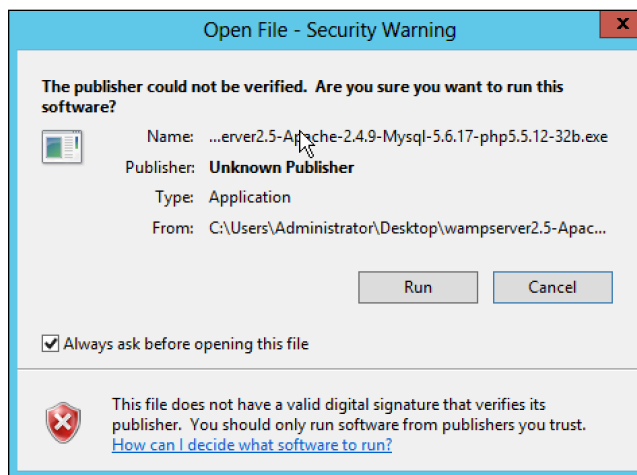 Open File - Security Warning
X
The publisher could not be verified.  Are you sure you want to run this
software?
Name: ...erver2.5-Apache-2.4.9-Mysql-5.6.17-php5.5.12-32b.exe
Publisher: Unknown Publisher
Type: Application
From: C:\Users\Administrator\Desktop\wampserver2.5-Apac...
Run Cancel
Always ask before opening this file
This file does not have a valid digital signature that verifies its
publisher.  You should only run software from publishers you trust.
How can I decide what software to run?